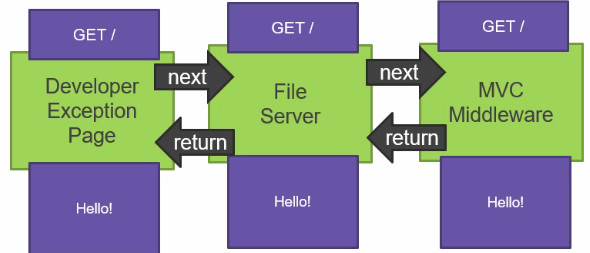 GET /
GET /
GET /
Developer
Exception
Page
next
return
File
Server
next
return
MVC
Middleware
Hello!
Hello!
Hello!